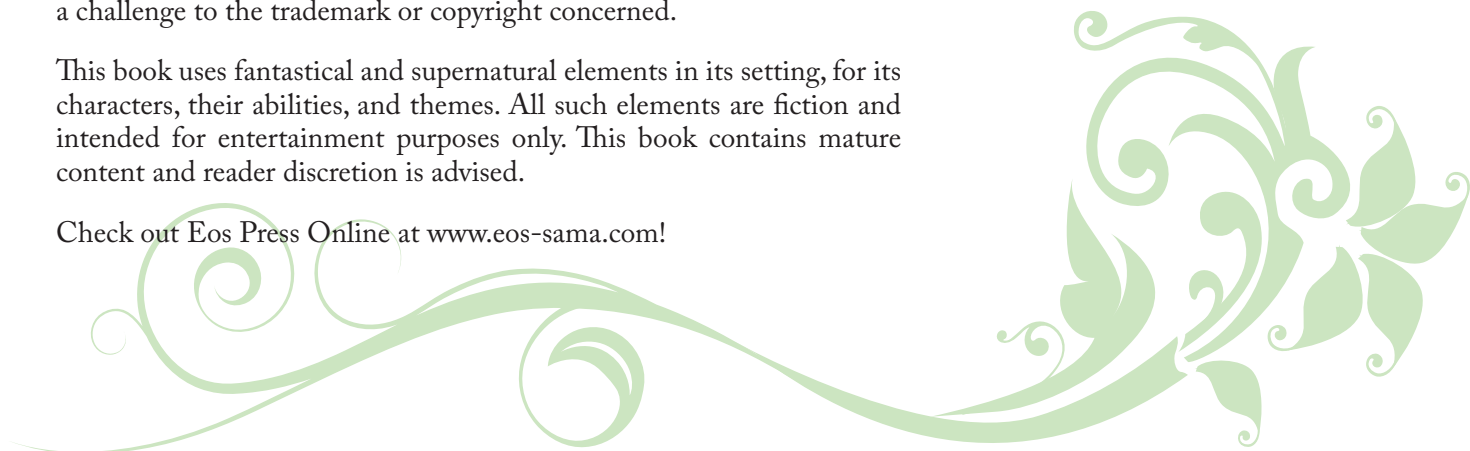 a challenge to the trademark or copyright concerned.
This book uses fantastical and supernatural elements in its setting, for its
characters, their abilities, and themes. All such elements are fiction and
intended for entertainment purposes only. This book contains mature
content and reader discretion is advised.
Check out Eos Press Online at www.eos-sama.com!